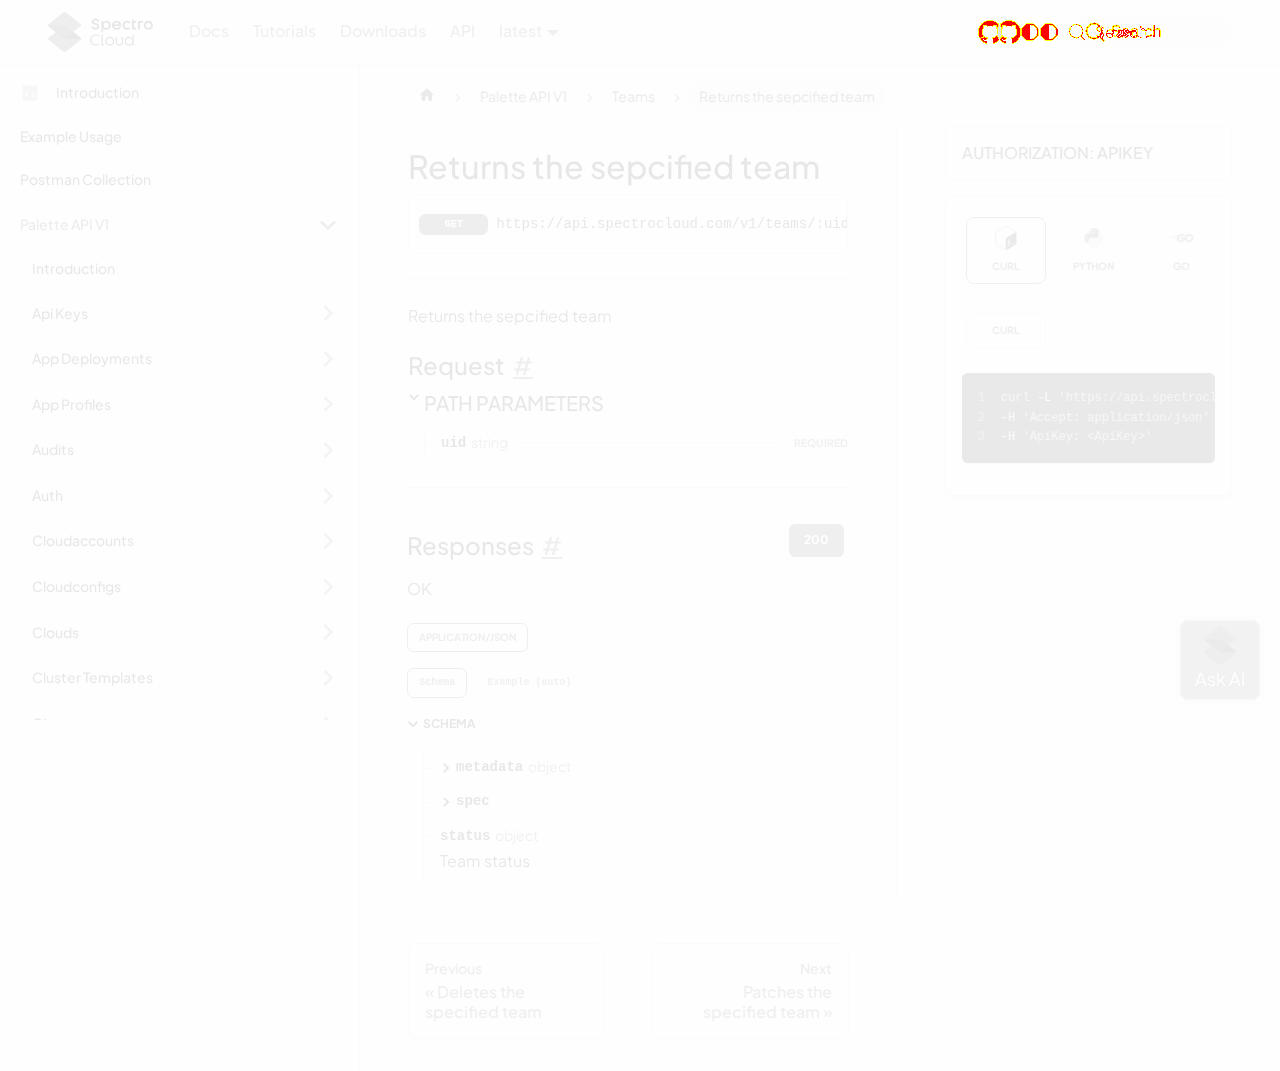 Spectro Cloud
Docs Tutorials Downloads API latest
Introduction
Example Usage
Postman Collection
Palette API V1
Introduction
Api Keys
App Deployments
App Profiles
Audits
Auth
Cloudaccounts
Cloudconfigs
Clouds
Cluster Templates
Palette API V1
Teams
Returns the sepcified team
Returns the sepcified team
GET https://api.spectrocloud.com/v1/teams/:uid
Returns the sepcified team
Request #
PATH PARAMETERS
uid string REQUIRED
Responses #
200
OK
APPLICATION/JSON
Schema Example (auto)
SCHEMA
metadata object
spec
status object
Team status
Previous
« Deletes the
specified team
Next
Patches the
specified team »
AUTHORIZATION: APIKEY
CURL PYTHON GO
CURL
1 curl -L 'https://api.spectrocl
2 -H 'Accept: application/json'
3 -H 'ApiKey: <ApiKey>'
Ask AI